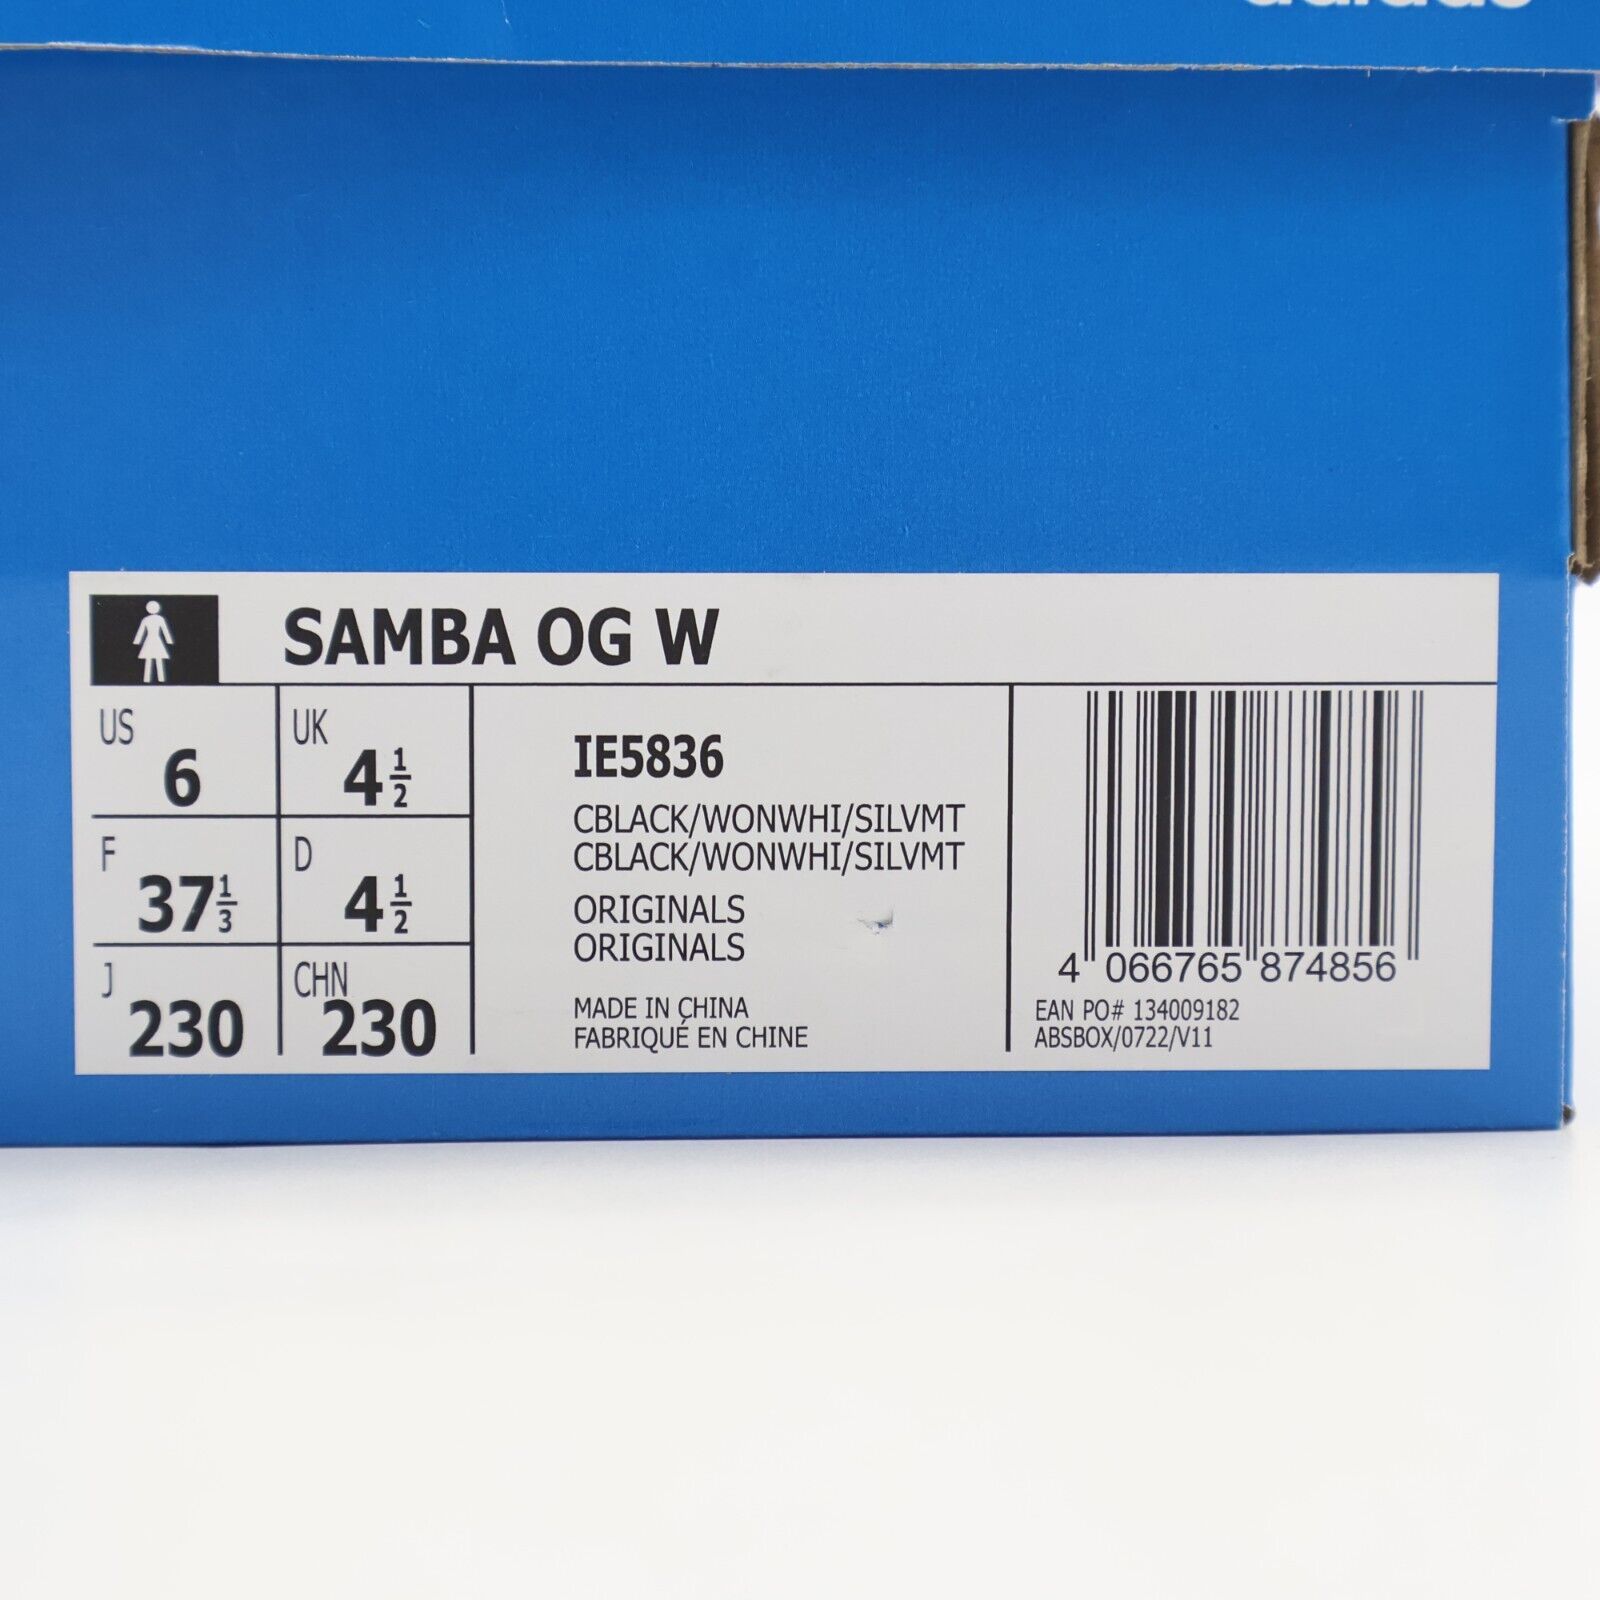 adidas
SAMBA OG W
US 6
UK 4 1/2
F 37 1/3
D 4 1/2
J 230
CHN 230
IE5836
CBLACK/WONWHI/SILVMT
CBLACK/WONWHI/SILVMT
ORIGINALS
ORIGINALS
MADE IN CHINA
FABRIQUÉ EN CHINE
4 066765 874856
EAN PO# 134009182
ABSBOX/0722/V11